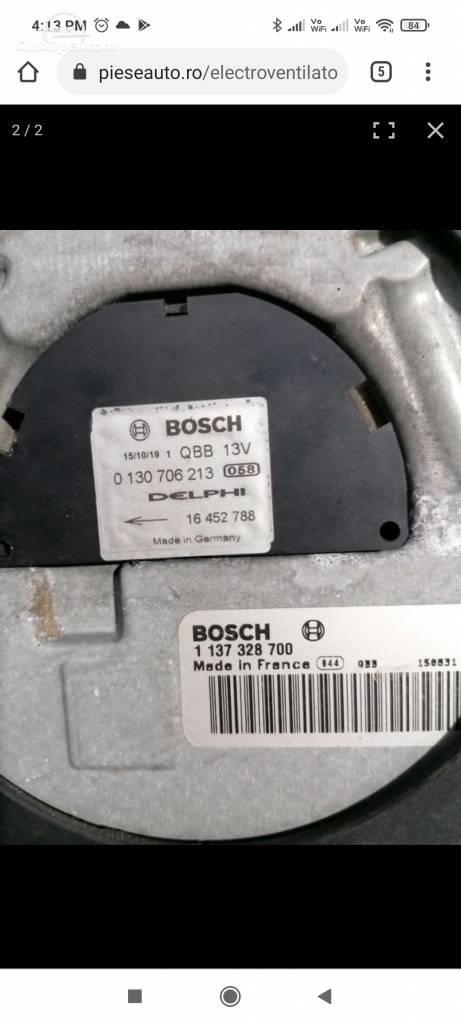 4:13 PM
Vo WiFi
Vo WiFi
84
ClubOpel.com
pieseauto.ro/electroventilato
5
2 / 2
BOSCH
15/10/19 1 QBB 13V
0 130 706 213 058
DELPHI
16 452 788
Made in Germany
BOSCH
1 137 328 700
Made in France 944 QBB 150831